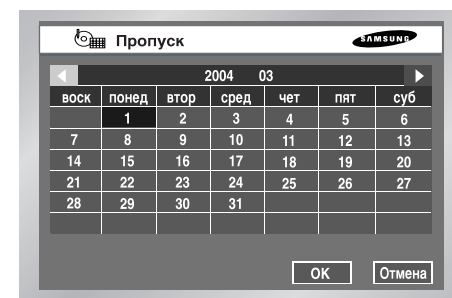 Пропуск SAMSUNG
2004 03
воск понед втор сред чет пят суб
1 2 3 4 5 6
7 8 9 10 11 12 13
14 15 16 17 18 19 20
21 22 23 24 25 26 27
28 29 30 31
OK Отмена